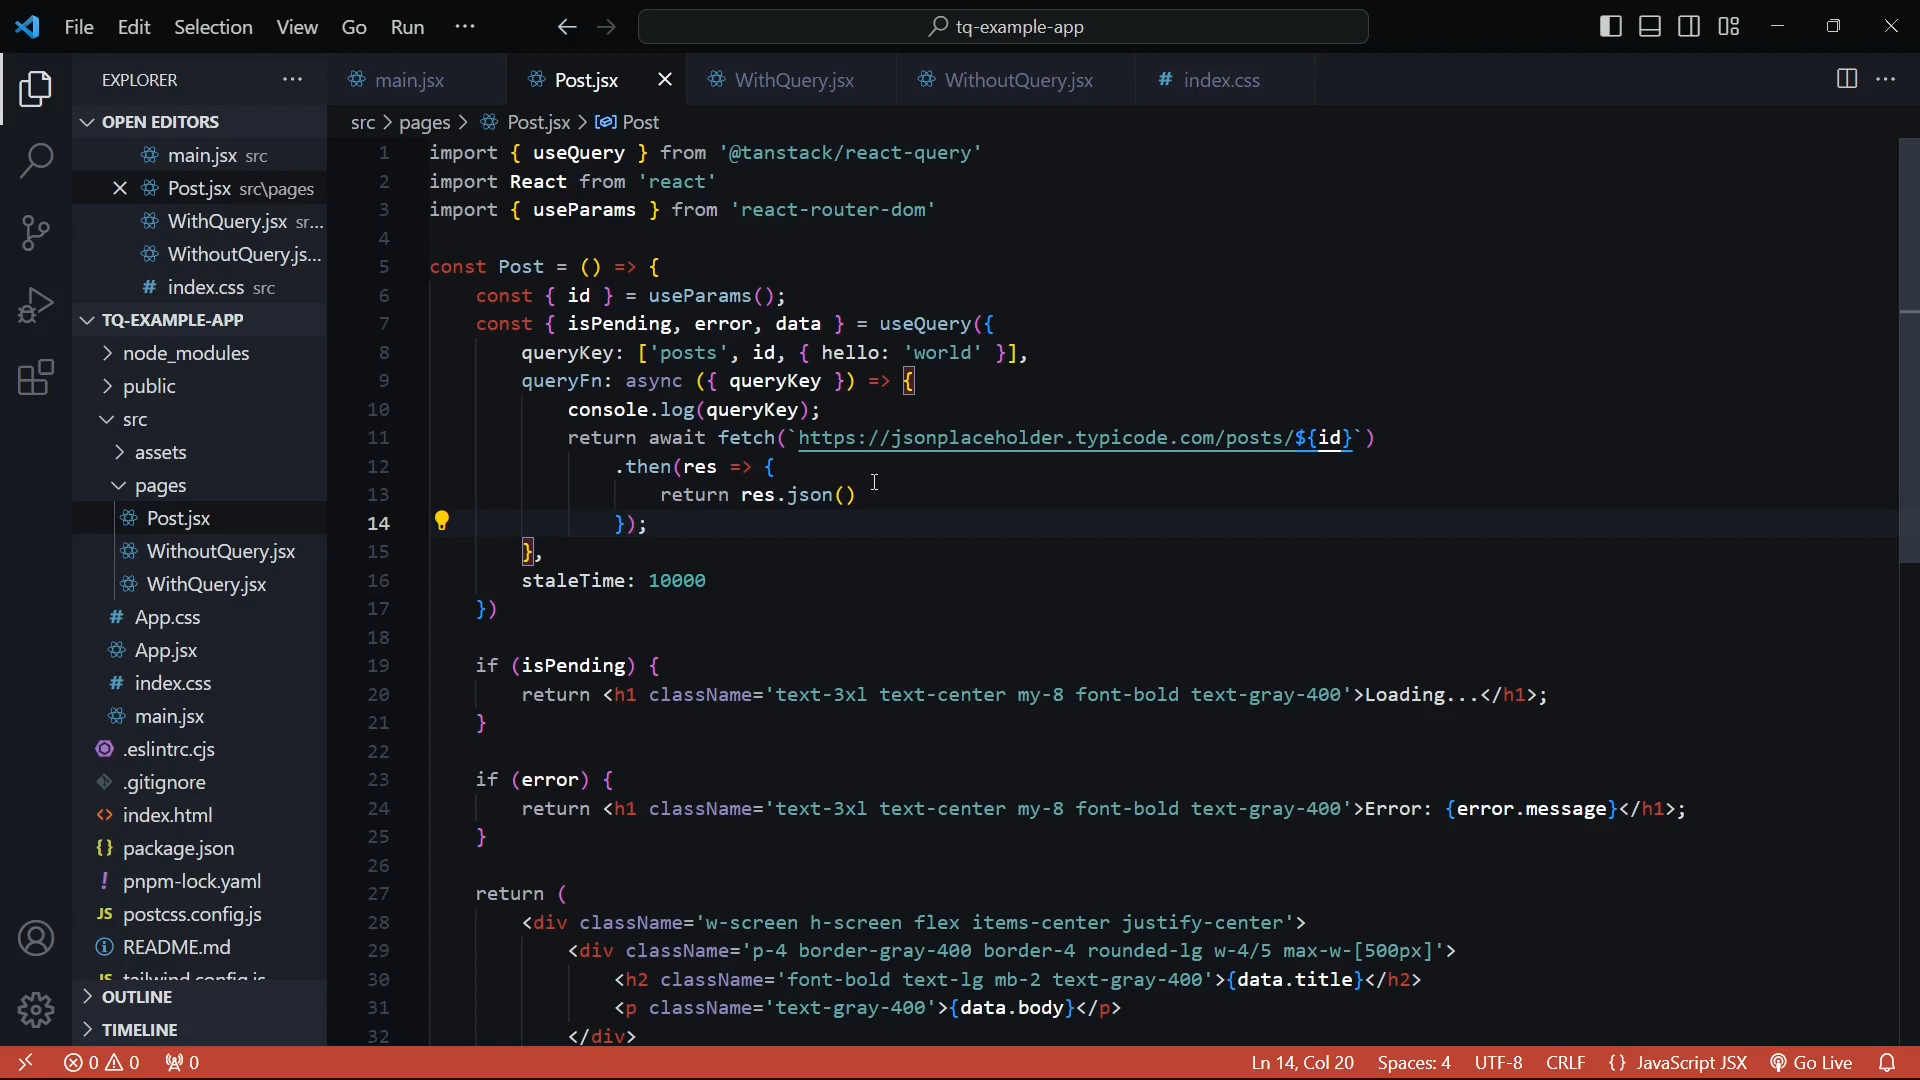 File Edit Selection View Go Run ··· tq-example-app
EXPLORER ···
OPEN EDITORS
main.jsx src
Post.jsx src\pages
WithQuery.jsx sr...
WithoutQuery.js...
# index.css src
TQ-EXAMPLE-APP
node_modules
public
src
assets
pages
Post.jsx
WithoutQuery.jsx
WithQuery.jsx
# App.css
App.jsx
# index.css
main.jsx
.eslintrc.cjs
.gitignore
<> index.html
{} package.json
! pnpm-lock.yaml
JS postcss.config.js
README.md
JS tailwind.config.js
OUTLINE
TIMELINE
main.jsx Post.jsx WithQuery.jsx WithoutQuery.jsx # index.css ···
src > pages > Post.jsx > Post
1 import { useQuery } from '@tanstack/react-query'
2 import React from 'react'
3 import { useParams } from 'react-router-dom'
4
5 const Post = () => {
6 const { id } = useParams();
7 const { isPending, error, data } = useQuery({
8 queryKey: ['posts', id, { hello: 'world' }],
9 queryFn: async ({ queryKey }) => {
10 console.log(queryKey);
11 return await fetch(`https://jsonplaceholder.typicode.com/posts/${id}`)
12 .then(res => {
13 return res.json()
14 });
15 },
16 staleTime: 10000
17 })
18
19 if (isPending) {
20 return <h1 className='text-3xl text-center my-8 font-bold text-gray-400'>Loading...</h1>;
21 }
22
23 if (error) {
24 return <h1 className='text-3xl text-center my-8 font-bold text-gray-400'>Error: {error.message}</h1>;
25 }
26
27 return (
28 <div className='w-screen h-screen flex items-center justify-center'>
29 <div className='p-4 border-gray-400 border-4 rounded-lg w-4/5 max-w-[500px]'>
30 <h2 className='font-bold text-lg mb-2 text-gray-400'>{data.title}</h2>
31 <p className='text-gray-400'>{data.body}</p>
32 </div>
0 0 0 Ln 14, Col 20 Spaces: 4 UTF-8 CRLF {} JavaScript JSX Go Live